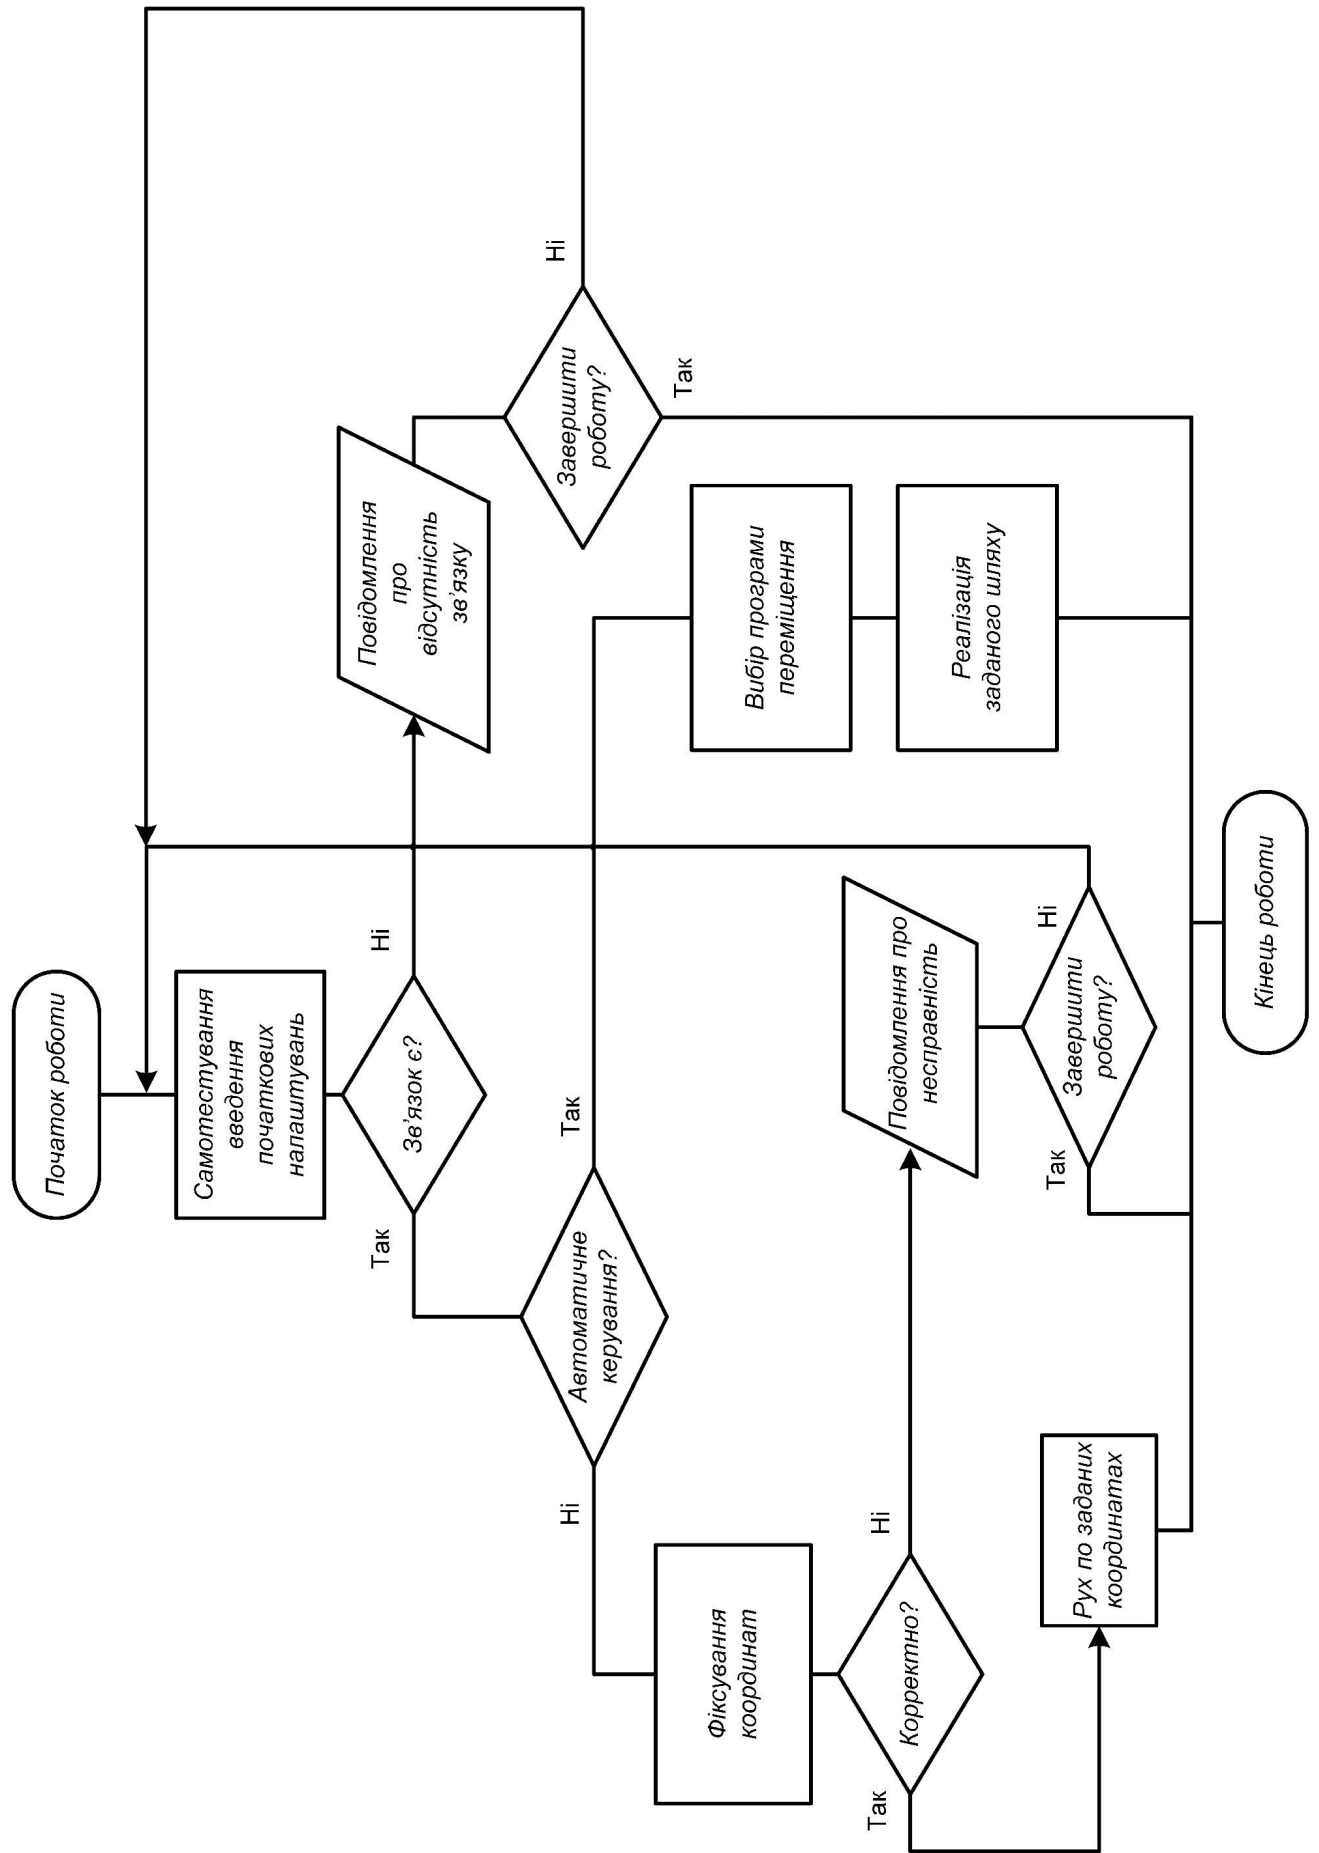 Початок роботи
Самотестування
введення
початкових
налаштувань
Зв'язок є?
Так
Ні
Повідомлення
про
відсутність
зв'язку
Завершити
роботу?
Ні
Так
Автоматичне
керування?
Ні
Так
Вибір програми
переміщення
Реалізація
заданого шляху
Фіксування
координат
Корректно?
Так
Ні
Повідомлення про
несправність
Завершити
роботу?
Так
Ні
Рух по заданих
координатах
Кінець роботи